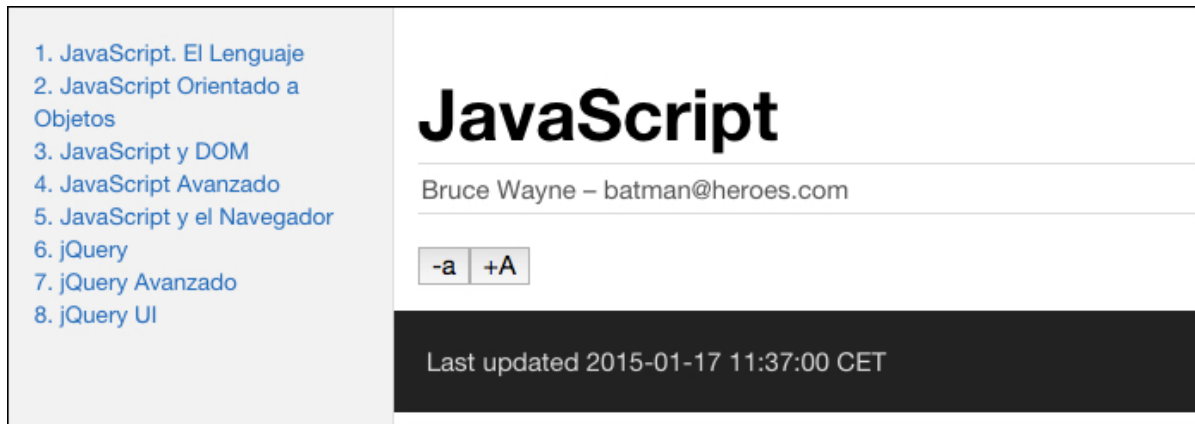 1. JavaScript. El Lenguaje
2. JavaScript Orientado a
Objetos
3. JavaScript y DOM
4. JavaScript Avanzado
5. JavaScript y el Navegador
6. jQuery
7. jQuery Avanzado
8. jQuery UI
JavaScript
Bruce Wayne – batman@heroes.com
-a +A
Last updated 2015-01-17 11:37:00 CET